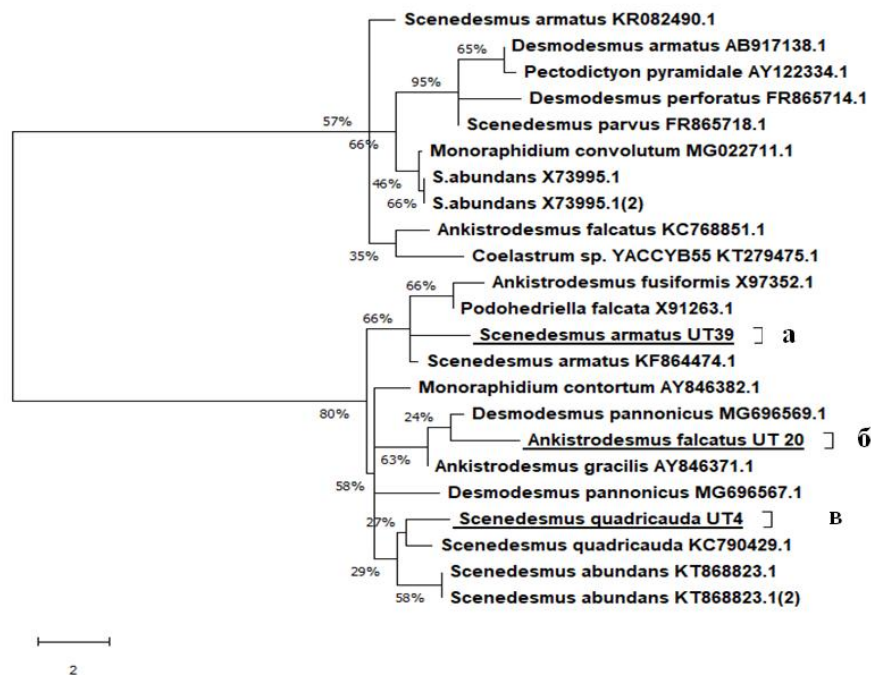 Scenedesmus armatus KR082490.1
65%
Desmodesmus armatus AB917138.1
Pectodictyon pyramidale AY122334.1
95%
Desmodesmus perforatus FR865714.1
57%
Scenedesmus parvus FR865718.1
66%
Monoraphidium convolutum MG022711.1
46%
S.abundans X73995.1
66%
S.abundans X73995.1(2)
Ankistrodesmus falcatus KC768851.1
35%
Coelastrum sp. YACCYB55 KT279475.1
66%
Ankistrodesmus fusiformis X97352.1
Podohedriella falcata X91263.1
66%
Scenedesmus armatus UT39 а
Scenedesmus armatus KF864474.1
Monoraphidium contortum AY846382.1
80%
24%
Desmodesmus pannonicus MG696569.1
Ankistrodesmus falcatus UT 20 б
63%
Ankistrodesmus gracilis AY846371.1
58%
Desmodesmus pannonicus MG696567.1
27%
Scenedesmus quadricauda UT4 в
Scenedesmus quadricauda KC790429.1
29%
Scenedesmus abundans KT868823.1
58%
Scenedesmus abundans KT868823.1(2)
2